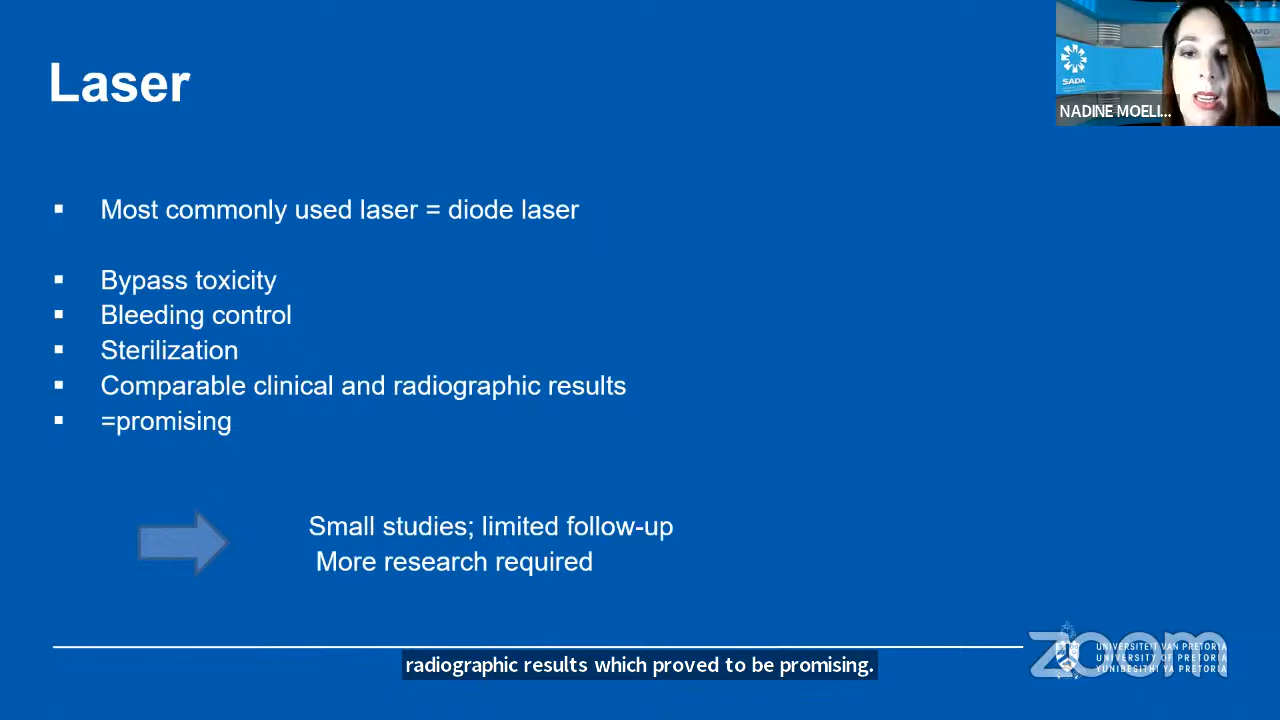 Laser
SADA
AAPD
NADINE MOELI...
▪ Most commonly used laser = diode laser
▪ Bypass toxicity
▪ Bleeding control
▪ Sterilization
▪ Comparable clinical and radiographic results
▪ =promising
Small studies; limited follow-up
More research required
zoom
UNIVERSITEIT VAN PRETORIA
UNIVERSITY OF PRETORIA
YUNIBESITHI YA PRETORIA
radiographic results which proved to be promising.